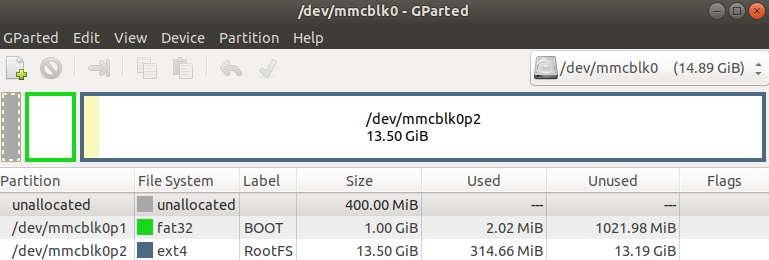 /dev/mmcblk0 - GParted
GParted Edit View Device Partition Help
/dev/mmcblk0 (14.89 GiB)
/dev/mmcblk0p2
13.50 GiB
Partition File System Label Size Used Unused Flags
unallocated unallocated 400.00 MiB --- ---
/dev/mmcblk0p1 fat32 BOOT 1.00 GiB 2.02 MiB 1021.98 MiB
/dev/mmcblk0p2 ext4 RootFS 13.50 GiB 314.66 MiB 13.19 GiB